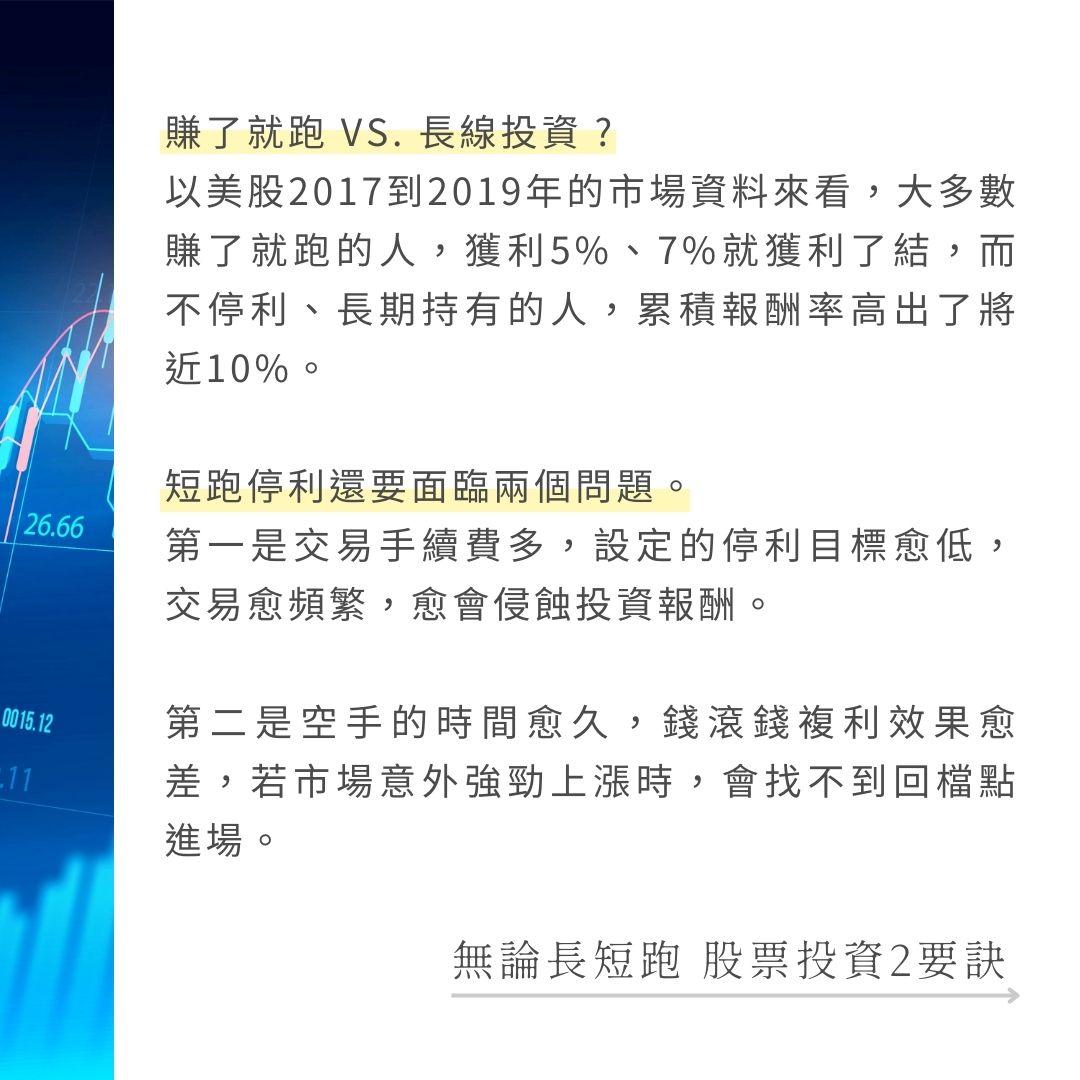 賺了就跑 VS. 長線投資？
以美股2017到2019年的市場資料來看，大多數
賺了就跑的人，獲利5%、7%就獲利了結，而
不停利、長期持有的人，累積報酬率高出了將
近10%。
短跑停利還要面臨兩個問題。
第一是交易手續費多，設定的停利目標愈低，
交易愈頻繁，愈會侵蝕投資報酬。
第二是空手的時間愈久，錢滾錢複利效果愈
差，若市場意外強勁上漲時，會找不到回檔點
進場。
無論長短跑 股票投資2要訣
26.66
0015.12
.11